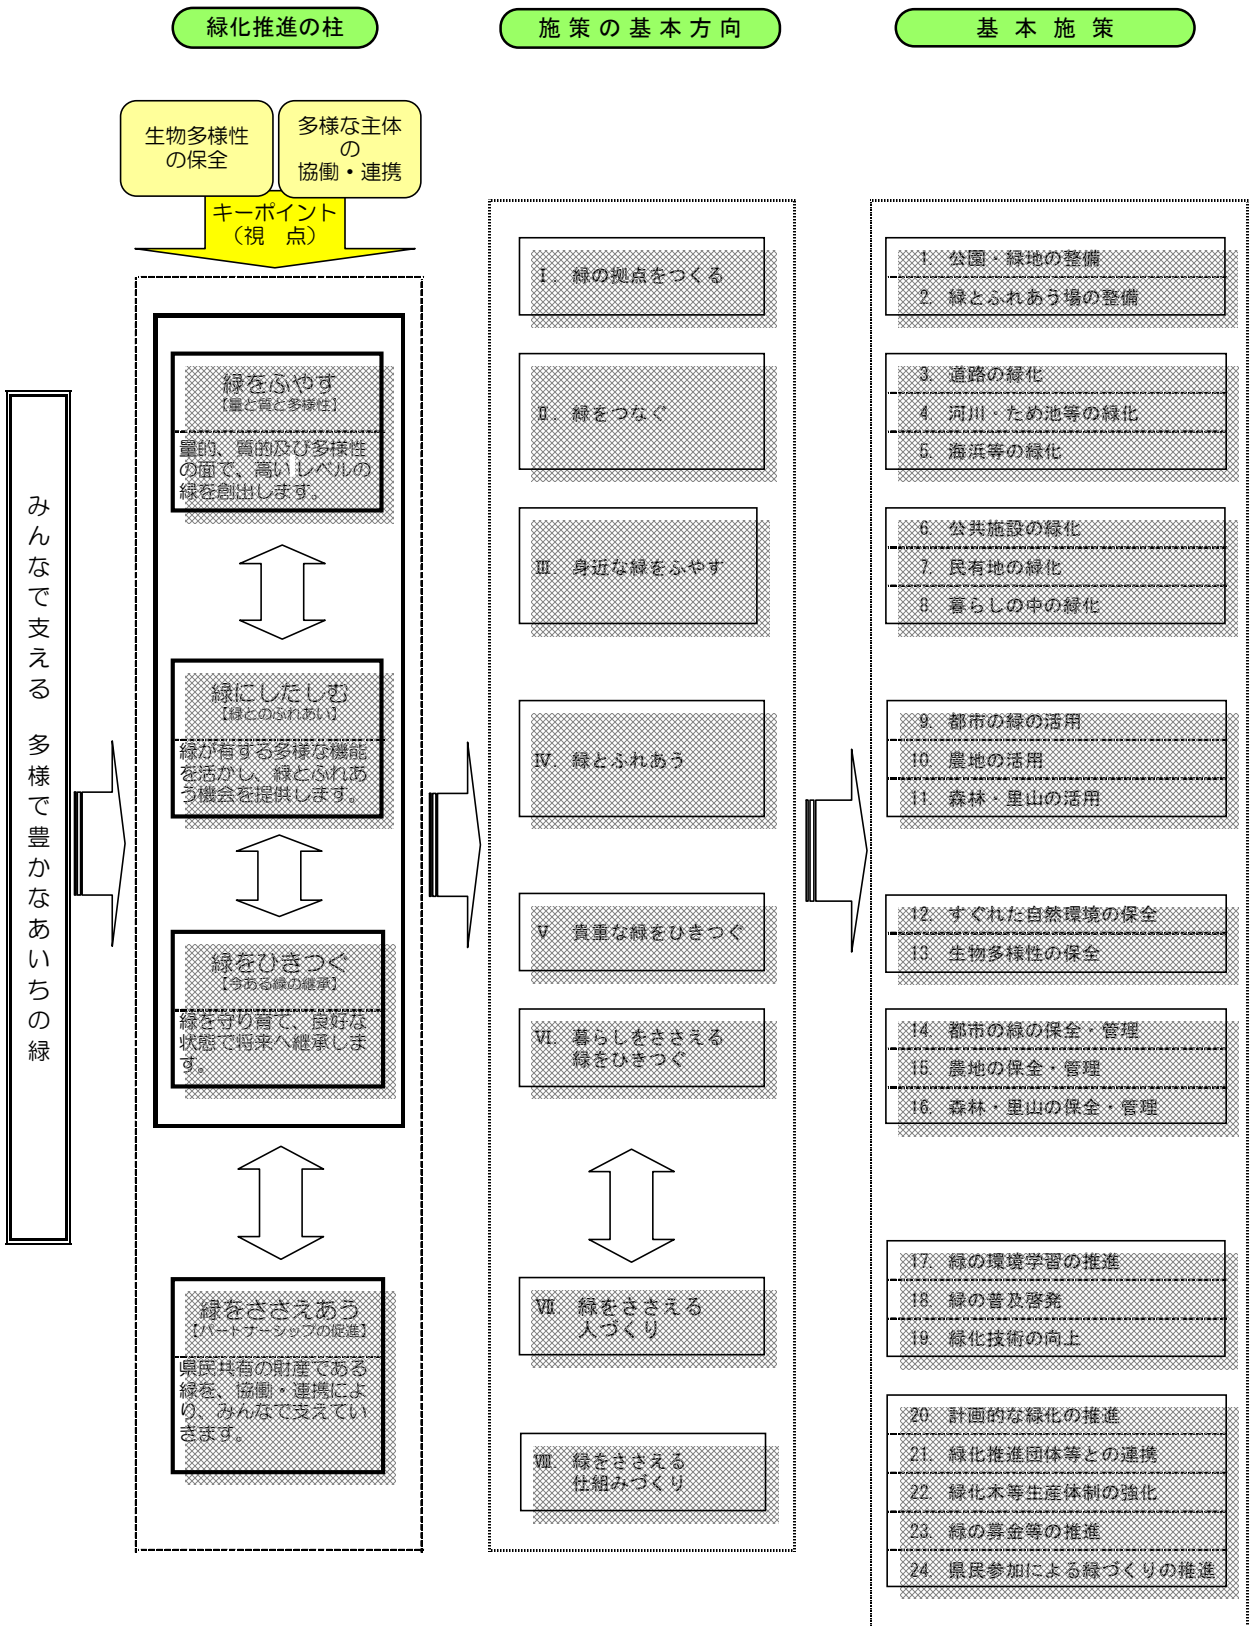 緑化推進の柱
施策の基本方向
基本施策
生物多様性
の保全
多様な主体
の
協働・連携
キーポイント
(視　点)
みんなで支える　多様で豊かなあいちの緑
緑をふやす
【量と質と多様性】
量的、質的及び多様性
の面で、高いレベルの
緑を創出します。
緑にしたしむ
【緑とのふれあい】
緑が有する多様な機能
を活かし、緑とふれあ
う機会を提供します。
緑をひきつぐ
【今ある緑の継承】
緑を守り育て、良好な
状態で将来へ継承しま
す。
緑をささえあう
【パートナーシップの促進】
県民共有の財産である
緑を、協働・連携によ
り、みんなで支えてい
きます。
Ⅰ. 緑の拠点をつくる
Ⅱ. 緑をつなぐ
Ⅲ. 身近な緑をふやす
Ⅳ. 緑とふれあう
Ⅴ 貴重な緑をひきつぐ
Ⅵ. 暮らしをささえる
緑をひきつぐ
Ⅶ 緑をささえる
人づくり
Ⅷ. 緑をささえる
仕組みづくり
1. 公園・緑地の整備
2. 緑とふれあう場の整備
3. 道路の緑化
4. 河川・ため池等の緑化
5. 海浜等の緑化
6. 公共施設の緑化
7. 民有地の緑化
8. 暮らしの中の緑化
9. 都市の緑の活用
10. 農地の活用
11. 森林・里山の活用
12. すぐれた自然環境の保全
13. 生物多様性の保全
14. 都市の緑の保全・管理
15. 農地の保全・管理
16. 森林・里山の保全・管理
17. 緑の環境学習の推進
18. 緑の普及啓発
19. 緑化技術の向上
20. 計画的な緑化の推進
21. 緑化推進団体等との連携
22. 緑化木等生産体制の強化
23. 緑の募金等の推進
24. 県民参加による緑づくりの推進